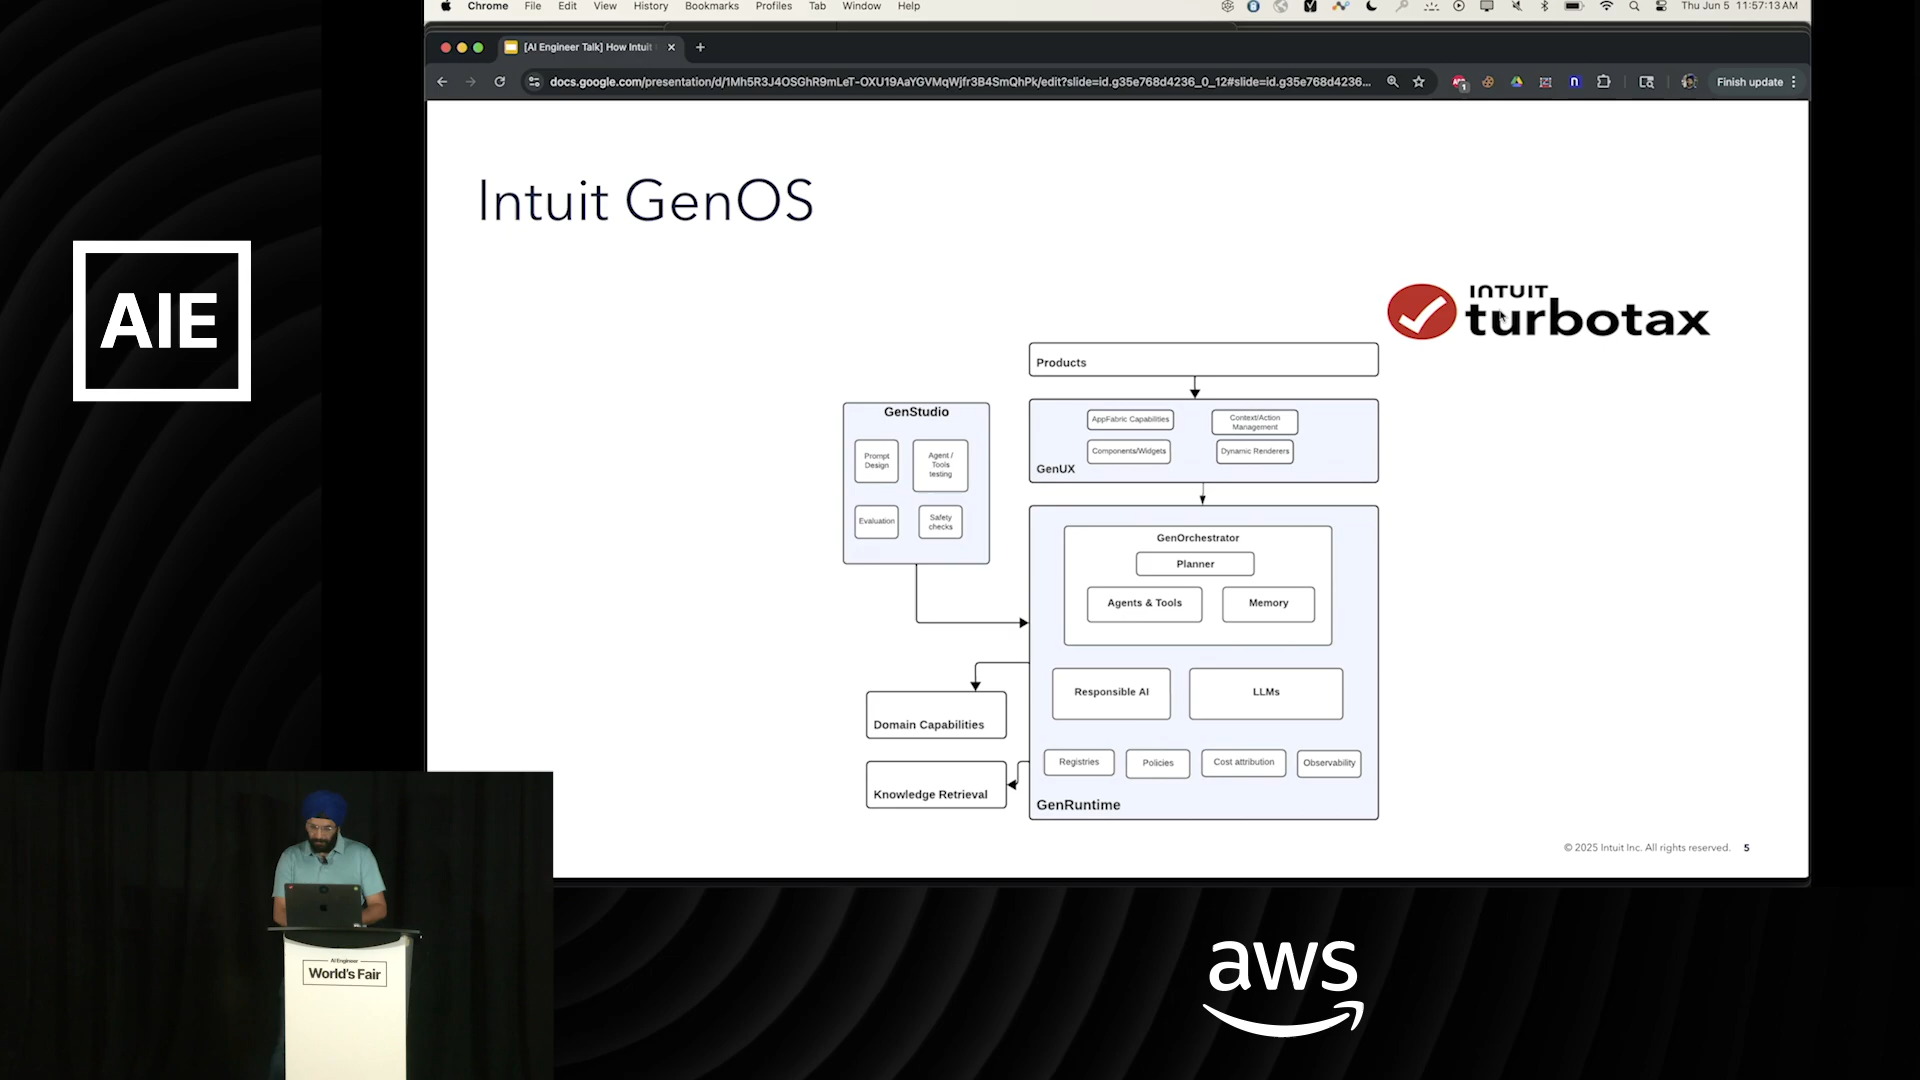 Chrome File Edit View History Bookmarks Profiles Tab Window Help
Thu Jun 5 11:57:13 AM
[AI Engineer Talk] How Intuit
docs.google.com/presentation/d/1Mh5R3J4OSGhR9mLeT-OXU19AaYGVMqWjfr3B4SmQhPk/edit?slide=id.g35e768d4236_0_12#slide=id.g35e768d4236...
1
n
Finish update
Intuit GenOS
INTUIT
turbotax
Products
AppFabric Capabilities
Context/Action
Management
Components/Widgets
Dynamic Renderers
GenUX
GenStudio
Prompt
Design
Agent /
Tools
testing
Evaluation
Safety
checks
GenOrchestrator
Planner
Agents & Tools
Memory
Responsible AI
LLMs
Domain Capabilities
Knowledge Retrieval
Registries
Policies
Cost attribution
Observability
GenRuntime
© 2025 Intuit Inc. All rights reserved. 5
AIE
AI Engineer
World's Fair
aws